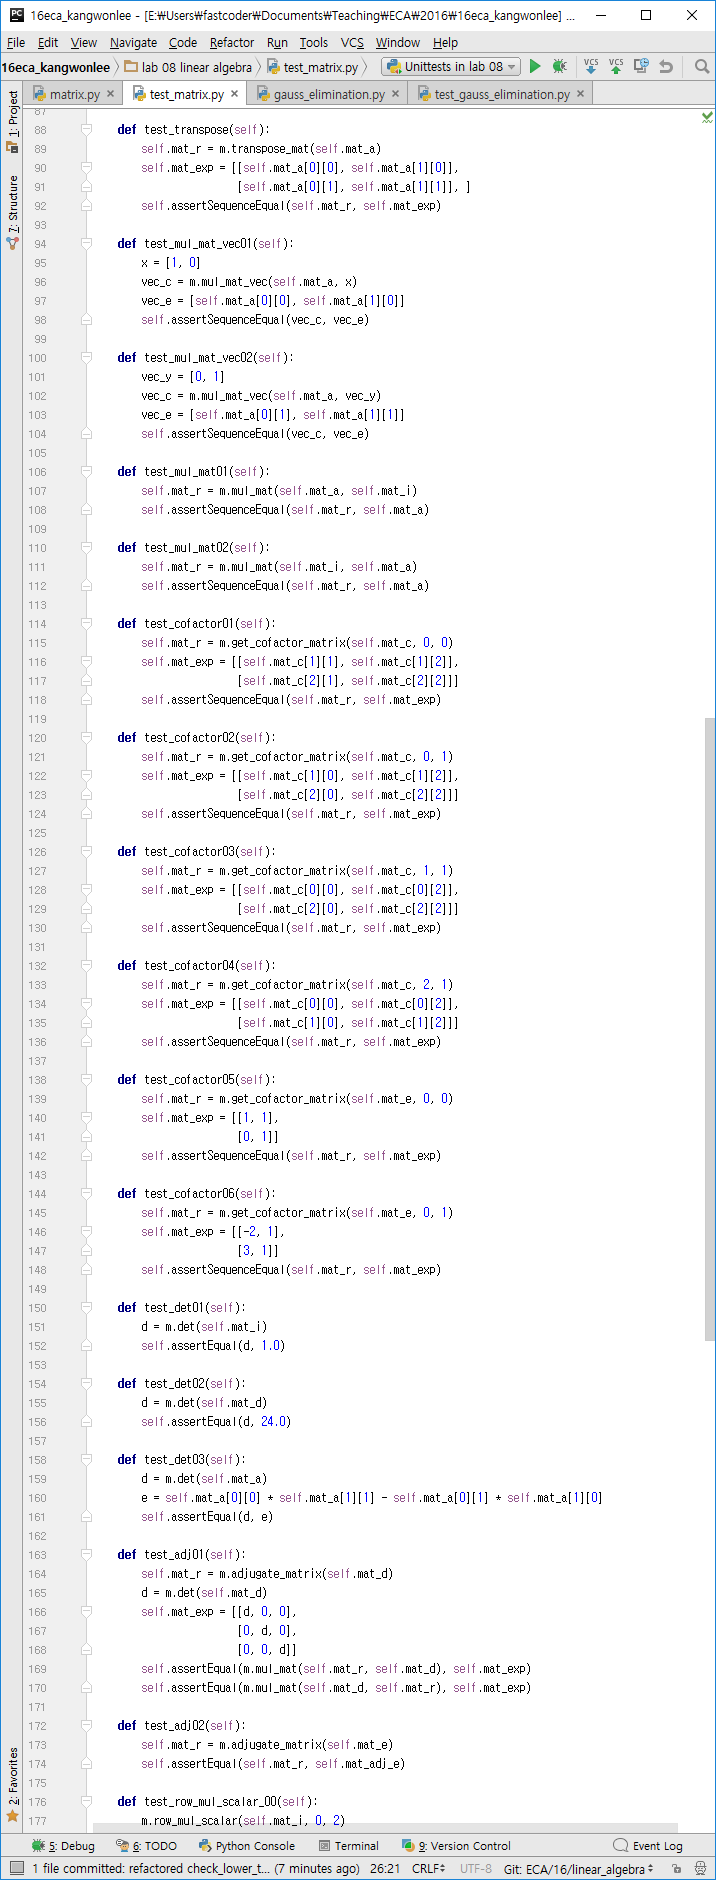 16eca_kangwonlee - [E:₩Users₩fastcoder₩Documents₩Teaching₩ECA₩2016₩16eca_kangwonlee] ...
File Edit View Navigate Code Refactor Run Tools VCS Window Help
16eca_kangwonlee lab 08 linear algebra test_matrix.py Unittests in lab 08 VCS VCS
matrix.py test_matrix.py gauss_elimination.py test_gauss_elimination.py
1: Project
7: Structure
2: Favorites
87
88 def test_transpose(self):
89 self.mat_r = m.transpose_mat(self.mat_a)
90 self.mat_exp = [[self.mat_a[0][0], self.mat_a[1][0]],
91 [self.mat_a[0][1], self.mat_a[1][1]], ]
92 self.assertSequenceEqual(self.mat_r, self.mat_exp)
93
94 def test_mul_mat_vec01(self):
95 x = [1, 0]
96 vec_c = m.mul_mat_vec(self.mat_a, x)
97 vec_e = [self.mat_a[0][0], self.mat_a[1][0]]
98 self.assertSequenceEqual(vec_c, vec_e)
99
100 def test_mul_mat_vec02(self):
101 vec_y = [0, 1]
102 vec_c = m.mul_mat_vec(self.mat_a, vec_y)
103 vec_e = [self.mat_a[0][1], self.mat_a[1][1]]
104 self.assertSequenceEqual(vec_c, vec_e)
105
106 def test_mul_mat01(self):
107 self.mat_r = m.mul_mat(self.mat_a, self.mat_i)
108 self.assertSequenceEqual(self.mat_r, self.mat_a)
109
110 def test_mul_mat02(self):
111 self.mat_r = m.mul_mat(self.mat_i, self.mat_a)
112 self.assertSequenceEqual(self.mat_r, self.mat_a)
113
114 def test_cofactor01(self):
115 self.mat_r = m.get_cofactor_matrix(self.mat_c, 0, 0)
116 self.mat_exp = [[self.mat_c[1][1], self.mat_c[1][2]],
117 [self.mat_c[2][1], self.mat_c[2][2]]]
118 self.assertSequenceEqual(self.mat_r, self.mat_exp)
119
120 def test_cofactor02(self):
121 self.mat_r = m.get_cofactor_matrix(self.mat_c, 0, 1)
122 self.mat_exp = [[self.mat_c[1][0], self.mat_c[1][2]],
123 [self.mat_c[2][0], self.mat_c[2][2]]]
124 self.assertSequenceEqual(self.mat_r, self.mat_exp)
125
126 def test_cofactor03(self):
127 self.mat_r = m.get_cofactor_matrix(self.mat_c, 1, 1)
128 self.mat_exp = [[self.mat_c[0][0], self.mat_c[0][2]],
129 [self.mat_c[2][0], self.mat_c[2][2]]]
130 self.assertSequenceEqual(self.mat_r, self.mat_exp)
131
132 def test_cofactor04(self):
133 self.mat_r = m.get_cofactor_matrix(self.mat_c, 2, 1)
134 self.mat_exp = [[self.mat_c[0][0], self.mat_c[0][2]],
135 [self.mat_c[1][0], self.mat_c[1][2]]]
136 self.assertSequenceEqual(self.mat_r, self.mat_exp)
137
138 def test_cofactor05(self):
139 self.mat_r = m.get_cofactor_matrix(self.mat_e, 0, 0)
140 self.mat_exp = [[1, 1],
141 [0, 1]]
142 self.assertSequenceEqual(self.mat_r, self.mat_exp)
143
144 def test_cofactor06(self):
145 self.mat_r = m.get_cofactor_matrix(self.mat_e, 0, 1)
146 self.mat_exp = [[-2, 1],
147 [3, 1]]
148 self.assertSequenceEqual(self.mat_r, self.mat_exp)
149
150 def test_det01(self):
151 d = m.det(self.mat_i)
152 self.assertEqual(d, 1.0)
153
154 def test_det02(self):
155 d = m.det(self.mat_d)
156 self.assertEqual(d, 24.0)
157
158 def test_det03(self):
159 d = m.det(self.mat_a)
160 e = self.mat_a[0][0] * self.mat_a[1][1] - self.mat_a[0][1] * self.mat_a[1][0]
161 self.assertEqual(d, e)
162
163 def test_adj01(self):
164 self.mat_r = m.adjugate_matrix(self.mat_d)
165 d = m.det(self.mat_d)
166 self.mat_exp = [[d, 0, 0],
167 [0, d, 0],
168 [0, 0, d]]
169 self.assertEqual(m.mul_mat(self.mat_r, self.mat_d), self.mat_exp)
170 self.assertEqual(m.mul_mat(self.mat_d, self.mat_r), self.mat_exp)
171
172 def test_adj02(self):
173 self.mat_r = m.adjugate_matrix(self.mat_e)
174 self.assertEqual(self.mat_r, self.mat_adj_e)
175
176 def test_row_mul_scalar_00(self):
177 m.row_mul_scalar(self.mat_i, 0, 2)
5: Debug 6: TODO Python Console Terminal 9: Version Control Event Log
1 file committed: refactored check_lower_t... (7 minutes ago) 26:21 CRLF UTF-8 Git: ECA/16/linear_algebra